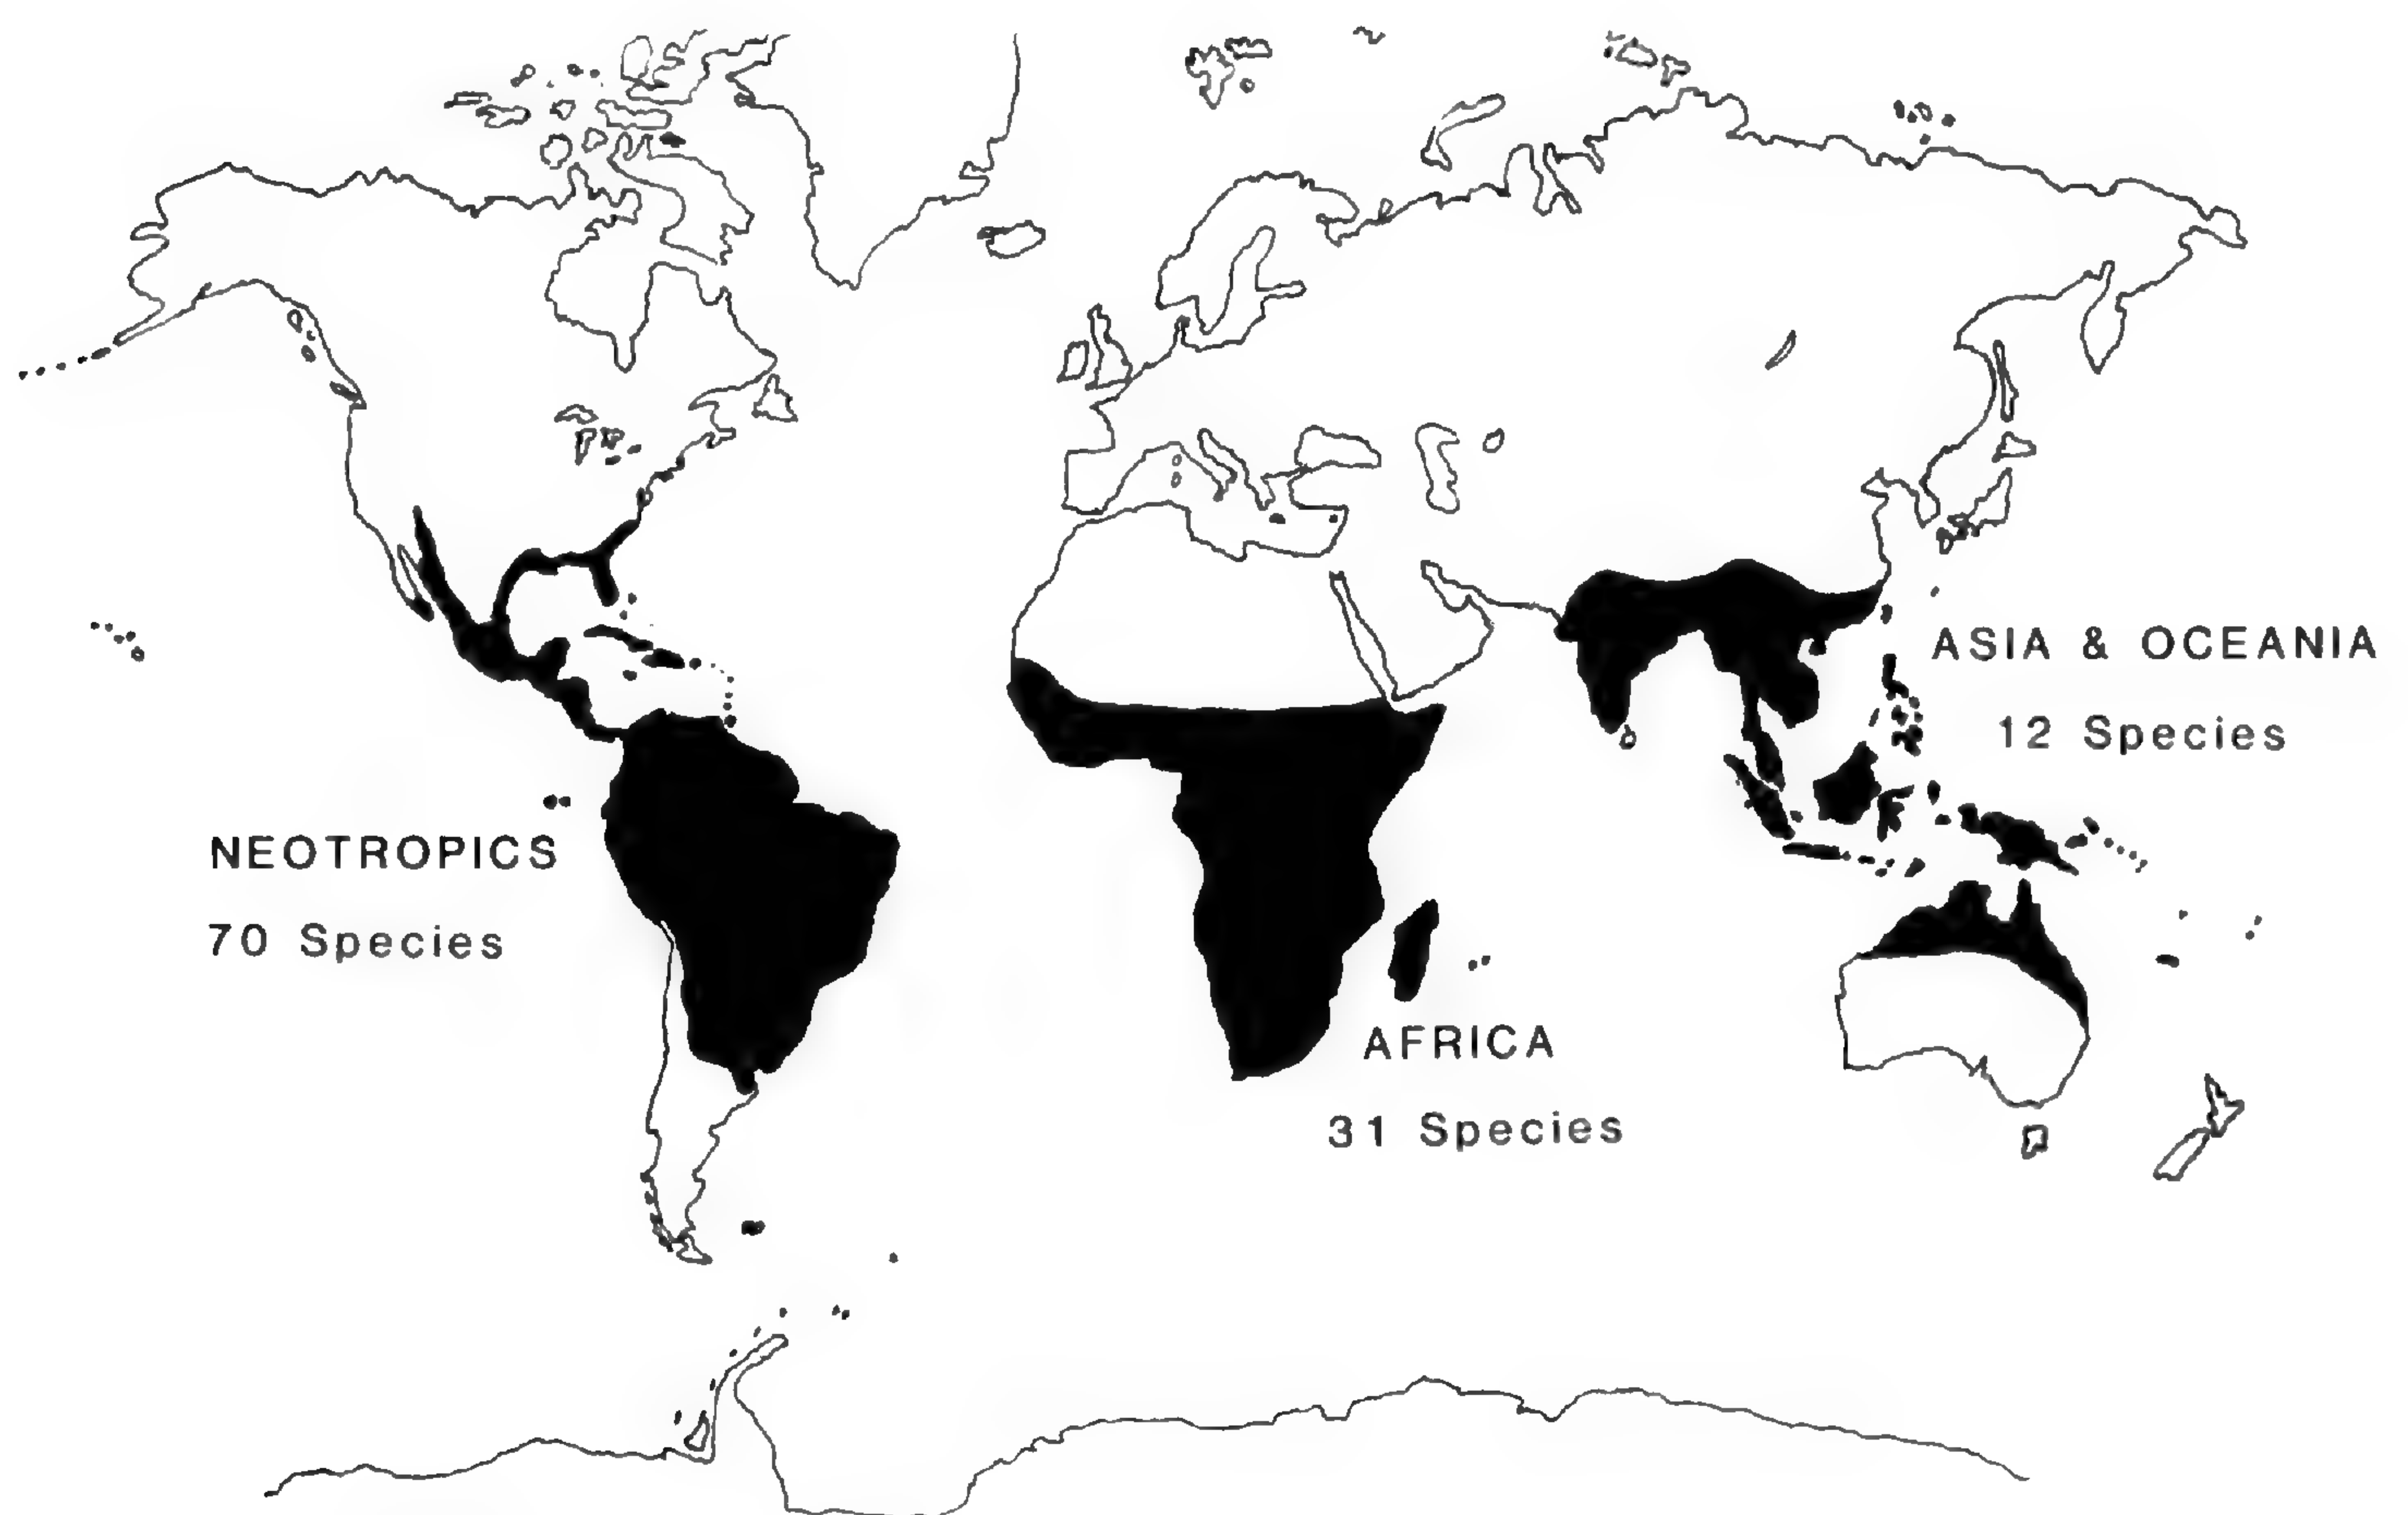 ASIA & OCEANIA
12 Species
NEOTROPICS
70 Species
AFRICA
31 Species